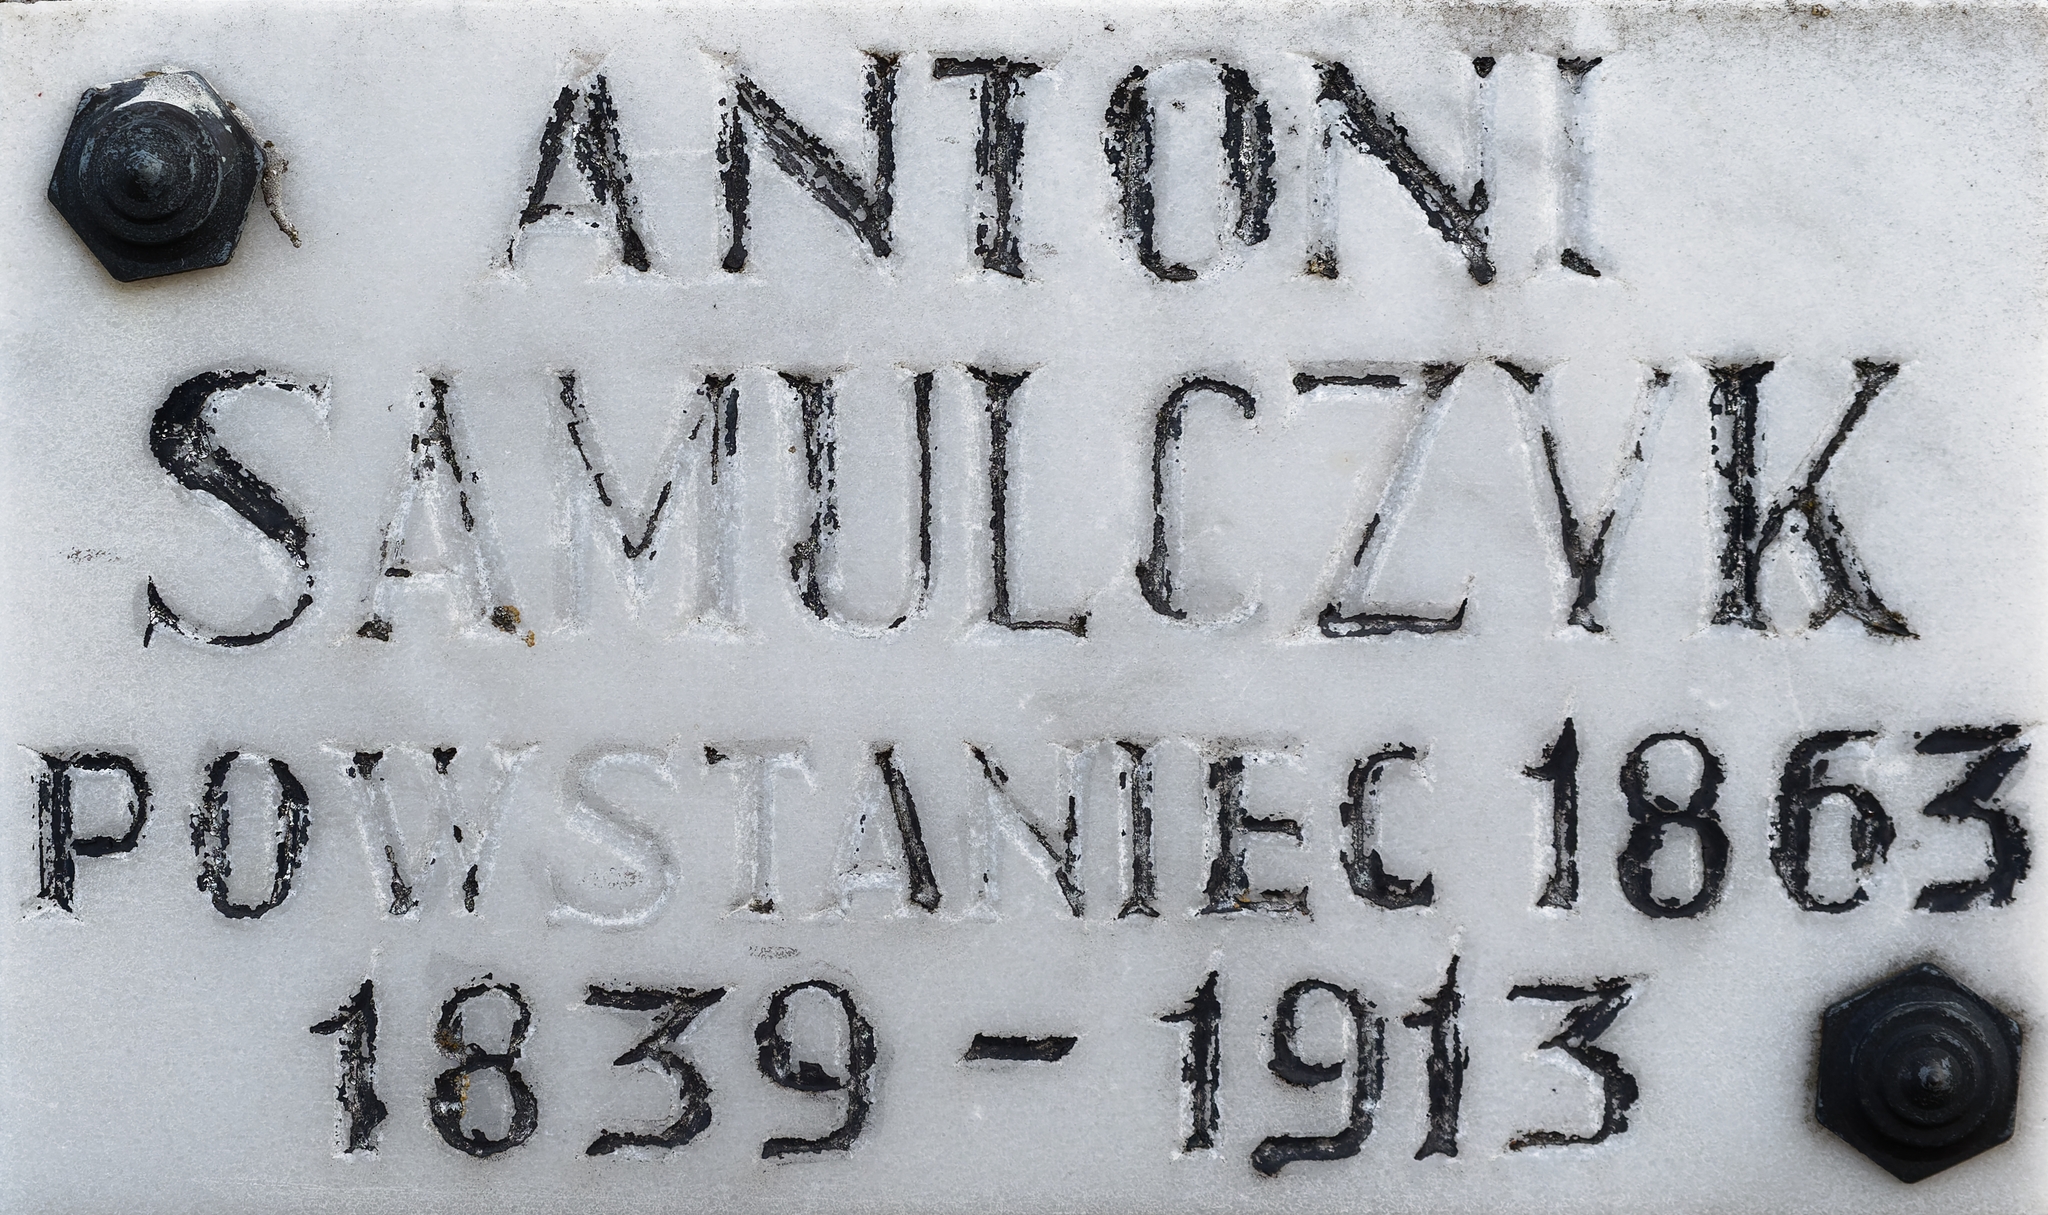 ANTONI
SAMULCZYK
POWSTANIEC 1863
1839 - 1913